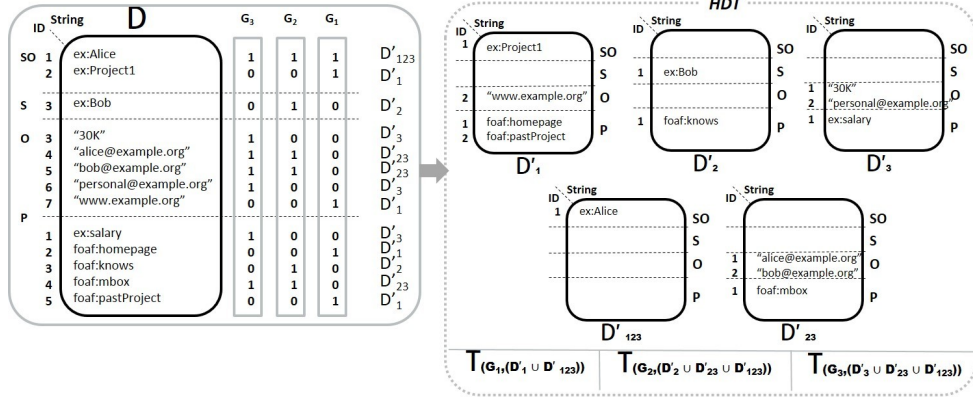 D
G₃ G₂ G₁
ID String
SO 1 ex:Alice 1 1 1 D'₁₂₃
2 ex:Project1 0 0 1 D'₁
S 3 ex:Bob 0 1 0 D'₂
O 3 "30K" 1 0 0 D'₃
4 "alice@example.org" 1 1 0 D'₂₃
5 "bob@example.org" 1 1 0 D'₂₃
6 "personal@example.org" 1 0 0 D'₃
7 "www.example.org" 0 0 1 D'₁
P
1 ex:salary 1 0 0 D'₃
2 foaf:homepage 0 0 1 D'₁
3 foaf:knows 0 1 0 D'₂
4 foaf:mbox 1 1 0 D'₂₃
5 foaf:pastProject 0 0 1 D'₁
HDT
ID String
1 ex:Project1 SO
S
2 "www.example.org" O
1 foaf:homepage P
2 foaf:pastProject
D'₁
ID String
SO
1 ex:Bob S
O
1 foaf:knows P
D'₂
ID String
SO
S
1 "30K" O
2 "personal@example.org"
1 ex:salary P
D'₃
ID String
1 ex:Alice SO
S
O
P
D'₁₂₃
ID String
SO
S
1 "alice@example.org" O
2 "bob@example.org"
1 foaf:mbox P
D'₂₃
T(G₁,(D'₁ ∪ D'₁₂₃)) T(G₂,(D'₂ ∪ D'₂₃ ∪ D'₁₂₃)) T(G₃,(D'₃ ∪ D'₂₃ ∪ D'₁₂₃))